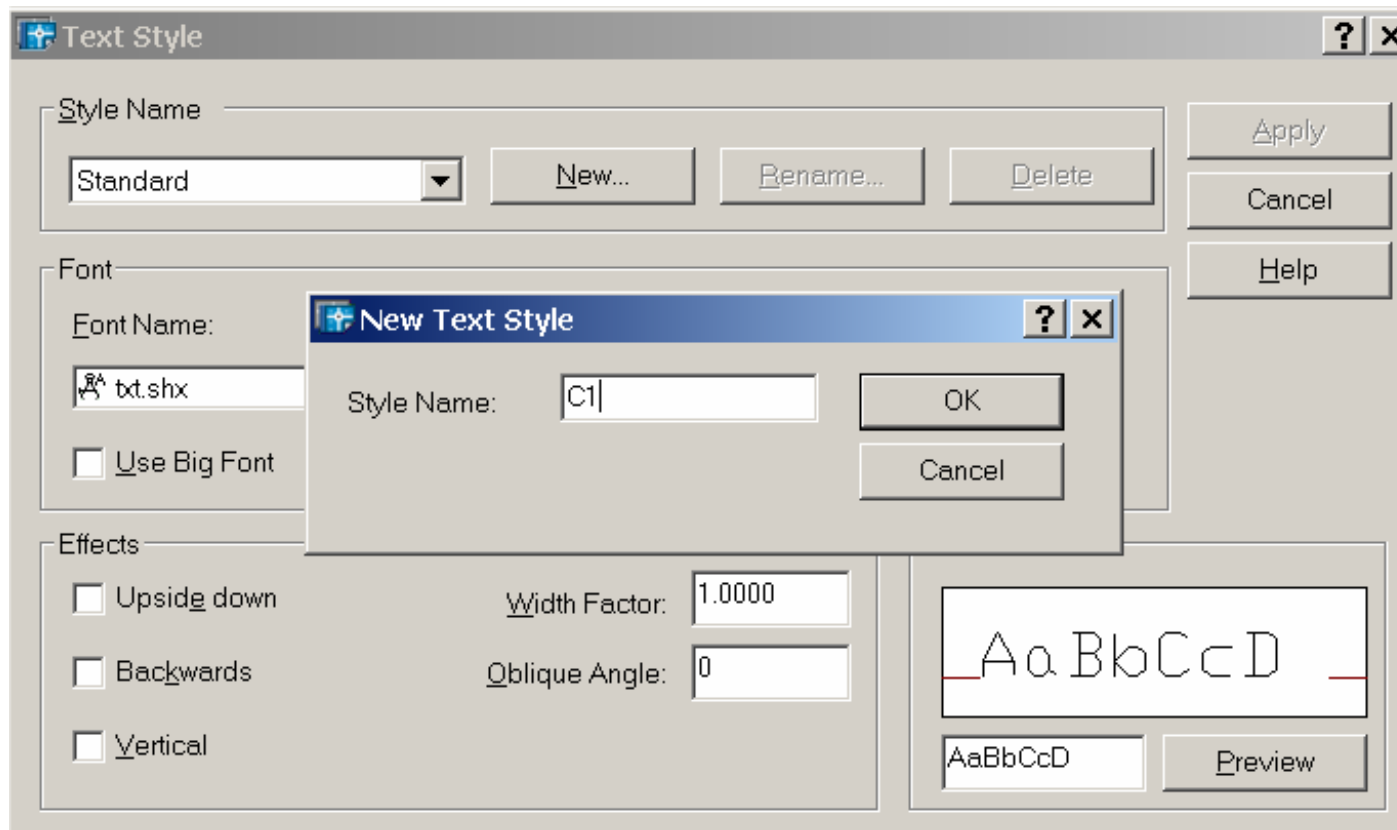 Text Style
Style Name
Apply
Standard
New...
Rename...
Delete
Cancel
Font
Help
Font Name:
New Text Style
txt.shx
Style Name:
C1
OK
Use Big Font
Cancel
Effects
Upside down
Width Factor:
1.0000
AaBbCcD
Backwards
Oblique Angle:
0
Vertical
AaBbCcD
Preview